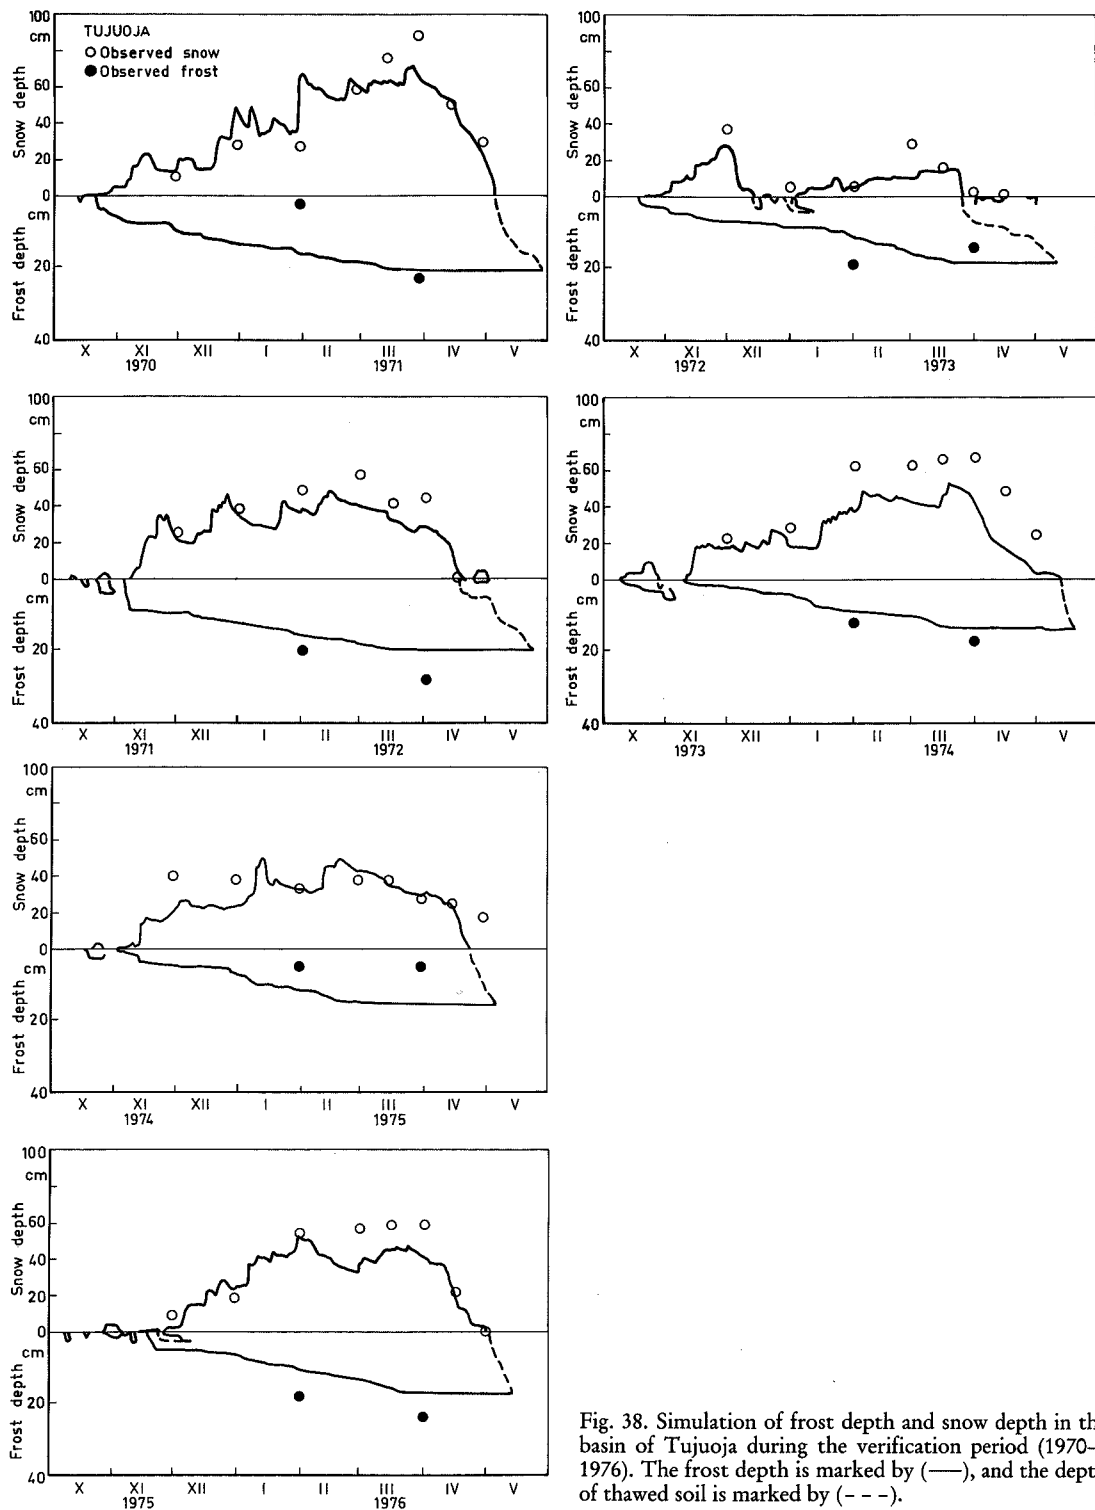 TUJUOJA
Observed snow
Observed frost
100
cm
60
40
20
0
cm
20
40
Snow depth
Frost depth
X XI XII I II III IV V
1970 1971
100
cm
60
40
20
0
cm
20
40
Snow depth
Frost depth
X XI XII I II III IV V
1972 1973
100
cm
60
40
20
0
cm
20
40
Snow depth
Frost depth
X XI XII I II III IV V
1971 1972
100
cm
60
40
20
0
cm
20
40
Snow depth
Frost depth
X XI XII I II III IV V
1973 1974
100
cm
60
40
20
0
cm
20
40
Snow depth
Frost depth
X XI XII I II III IV V
1974 1975
100
cm
60
40
20
0
cm
20
40
Snow depth
Frost depth
X XI XII I II III IV V
1975 1976
Fig. 38. Simulation of frost depth and snow depth in th
basin of Tujuoja during the verification period (1970–
1976). The frost depth is marked by (—), and the dept
of thawed soil is marked by (- - -).